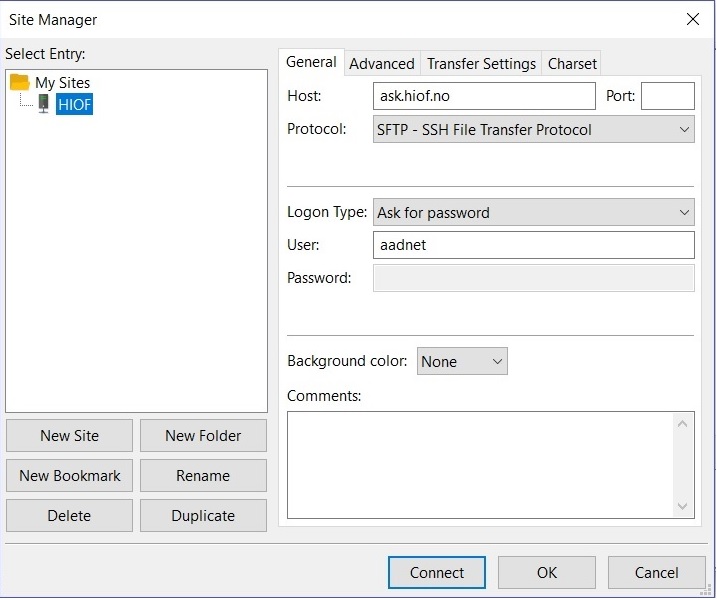 Site Manager
Select Entry:
My Sites
HIOF
New Site
New Folder
New Bookmark
Rename
Delete
Duplicate
General
Advanced
Transfer Settings
Charset
Host:
ask.hiof.no
Port:
Protocol:
SFTP - SSH File Transfer Protocol
Logon Type:
Ask for password
User:
aadnet
Password:
Background color:
None
Comments:
Connect
OK
Cancel